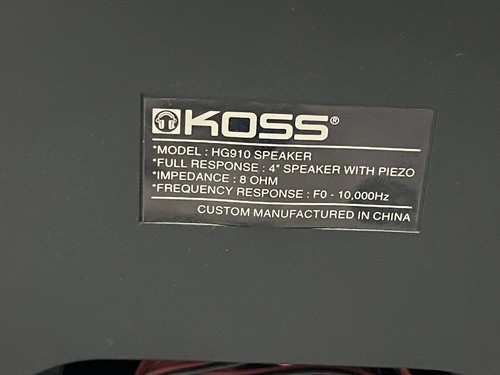 KOSS®
*MODEL : HG910 SPEAKER
*FULL RESPONSE : 4" SPEAKER WITH PIEZO
*IMPEDANCE : 8 OHM
*FREQUENCY RESPONSE : F0 - 10,000Hz
CUSTOM MANUFACTURED IN CHINA